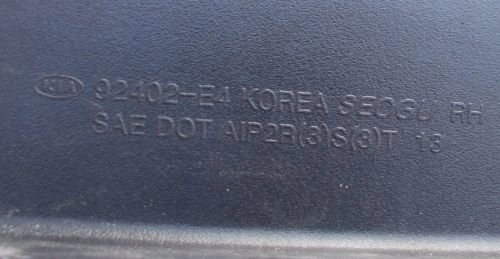 KIA 92402-E4 KOREA SEOGU RH
SAE DOT AIP2R(3)S(3)T 13